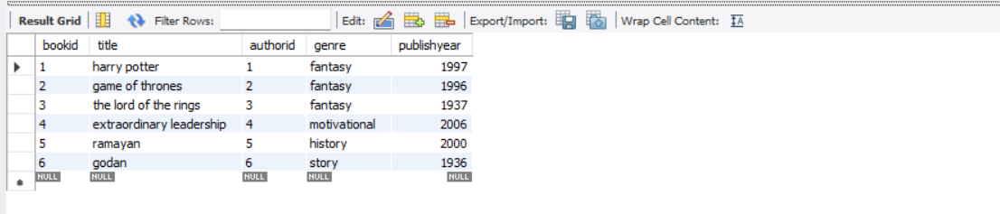 Result Grid Filter Rows: Edit: Export/Import: Wrap Cell Content: IA
bookid title authorid genre publishyear
1 harry potter 1 fantasy 1997
2 game of thrones 2 fantasy 1996
3 the lord of the rings 3 fantasy 1937
4 extraordinary leadership 4 motivational 2006
5 ramayan 5 history 2000
6 godan 6 story 1936
NULL NULL NULL NULL NULL